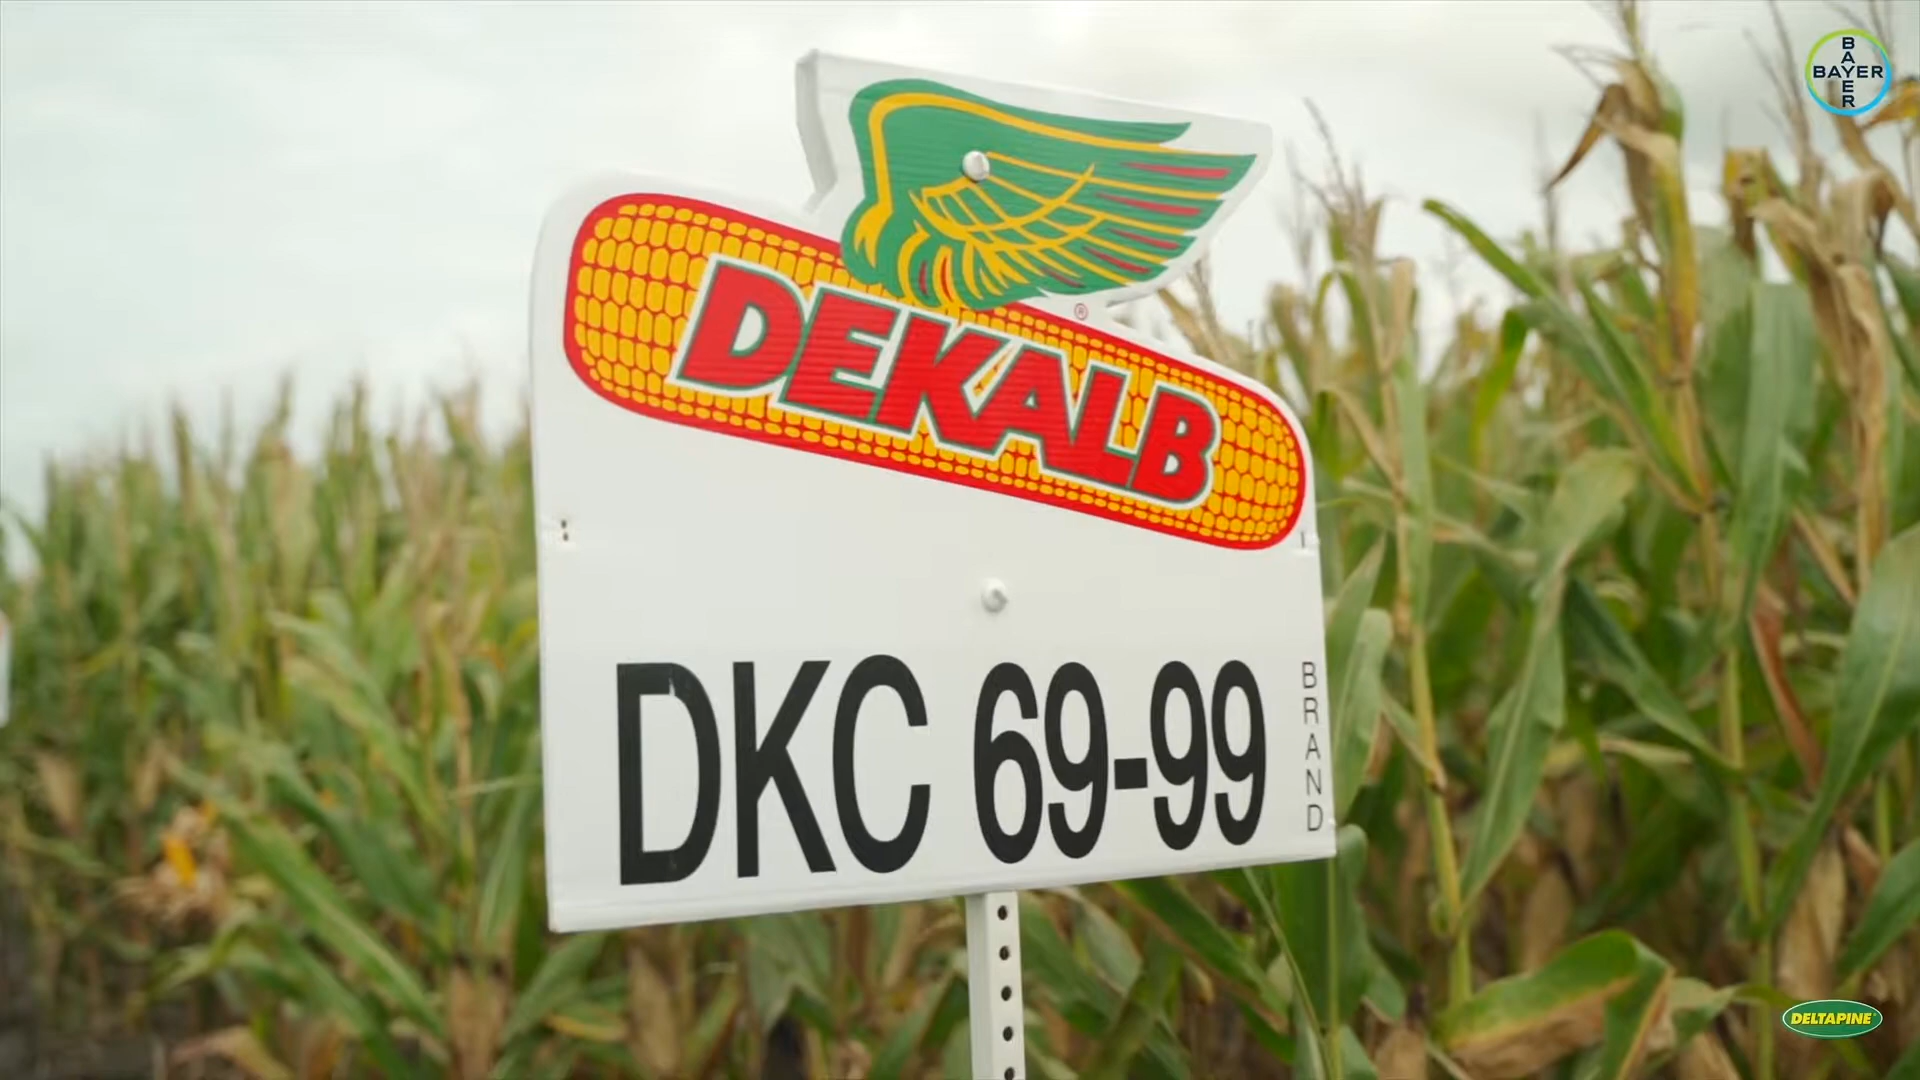 BAYER
BAYER
DEKALB®
DKC 69-99
BRAND
DELTAPINE®